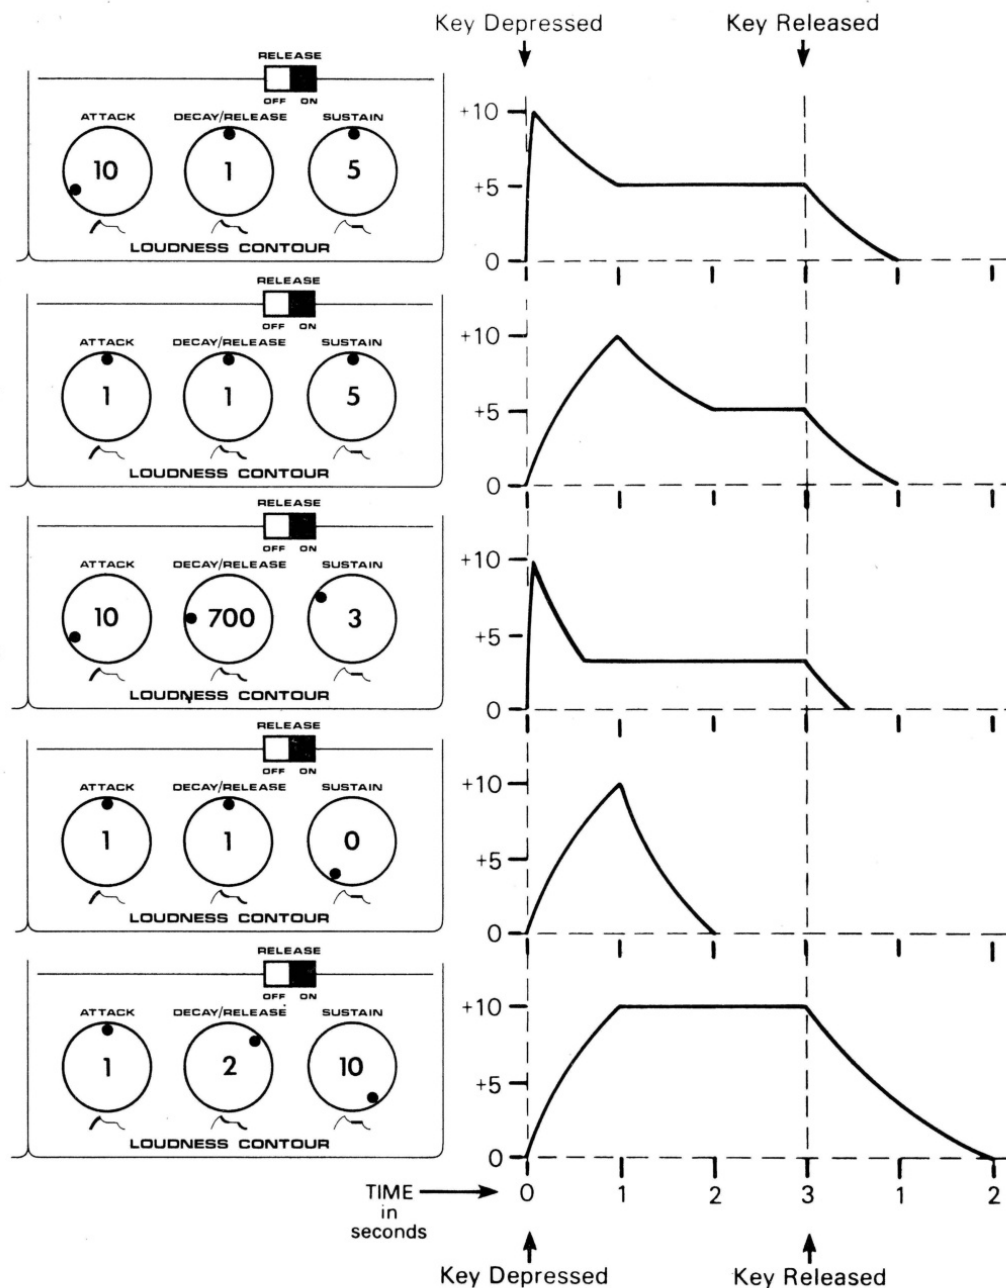 Key Depressed Key Released
RELEASE
OFF ON
ATTACK DECAY/RELEASE SUSTAIN
10 1 5
LOUDNESS CONTOUR
+10
+5
0
RELEASE
OFF ON
ATTACK DECAY/RELEASE SUSTAIN
1 1 5
LOUDNESS CONTOUR
+10
+5
0
RELEASE
OFF ON
ATTACK DECAY/RELEASE SUSTAIN
10 700 3
LOUDNESS CONTOUR
+10
+5
0
RELEASE
OFF ON
ATTACK DECAY/RELEASE SUSTAIN
1 1 0
LOUDNESS CONTOUR
+10
+5
0
RELEASE
OFF ON
ATTACK DECAY/RELEASE SUSTAIN
1 2 10
LOUDNESS CONTOUR
+10
+5
0
TIME
in
seconds
0 1 2 3 1 2
Key Depressed Key Released